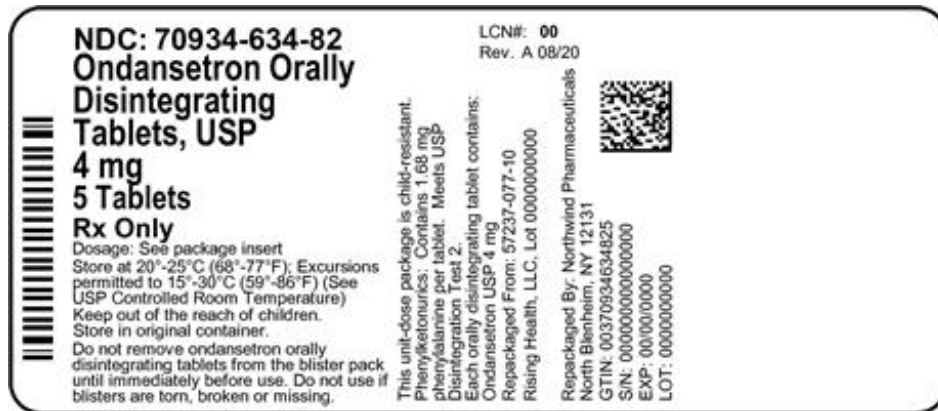 NDC: 70934-634-82
Ondansetron Orally
Disintegrating
Tablets, USP
4 mg
5 Tablets
Rx Only
Dosage: See package insert
Store at 20°-25°C (68°-77°F); Excursions
permitted to 15°-30°C (59°-86°F) (See
USP Controlled Room Temperature)
Keep out of the reach of children.
Store in original container.
Do not remove ondansetron orally
disintegrating tablets from the blister pack
until immediately before use. Do not use if
blisters are torn, broken or missing.
LCN#: 00
Rev. A 08/20
This unit-dose package is child-resistant.
Phenylketonurics: Contains 1.68 mg
phenylalanine per tablet. Meets USP
Disintegration Test 2.
Each orally disintegrating tablet contains:
Ondansetron USP 4 mg
Repackaged From: 57237-077-10
Rising Health, LLC, Lot 0000000000
Repackaged By: Northwind Pharmaceuticals
North Blenheim, NY 12131
GTIN: 00370934634825
S/N: 00000000000000
EXP: 00/00/0000
LOT: 0000000000